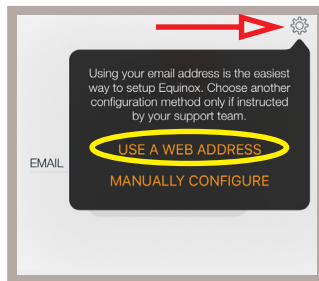 Using your email address is the easiest
way to setup Equinox. Choose another
configuration method only if instructed
by your support team.
USE A WEB ADDRESS
EMAIL
MANUALLY CONFIGURE